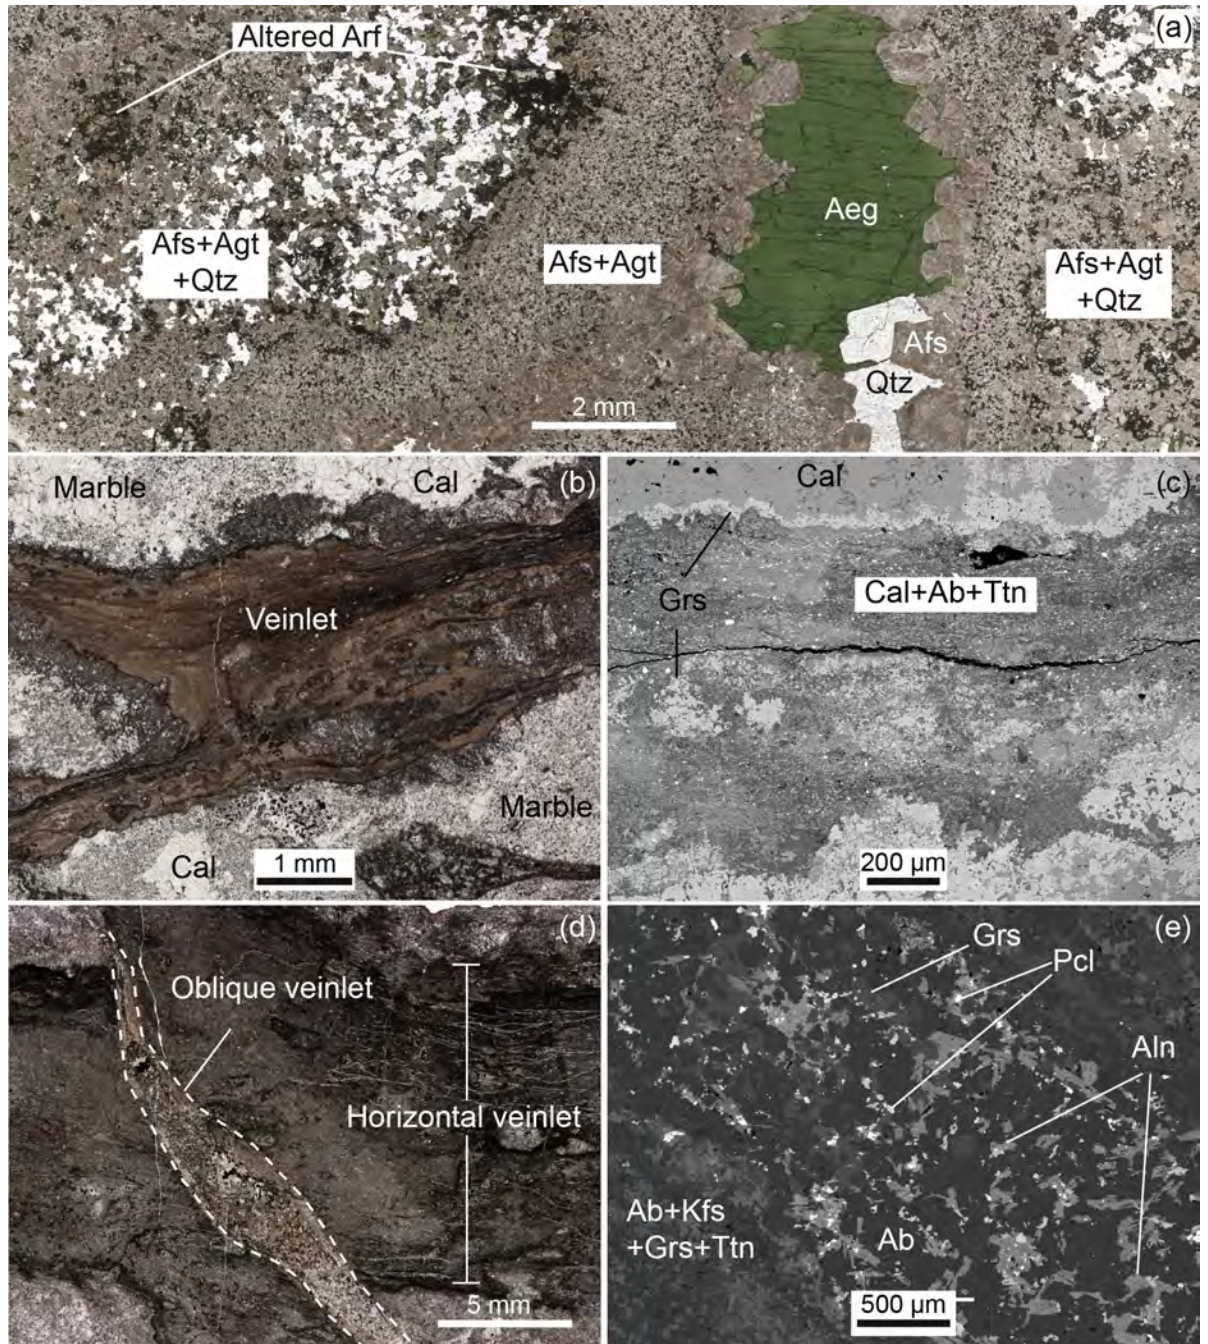 (a)
Altered Arf
Aeg
Afs+Agt
+Qtz
Afs+Agt
Afs+Agt
+Qtz
Afs
Qtz
2 mm
(b)
Marble
Cal
Veinlet
Marble
Cal
1 mm
(c)
Cal
Grs
Cal+Ab+Ttn
200 µm
(d)
Oblique veinlet
Horizontal veinlet
5 mm
(e)
Grs
Pcl
Aln
Ab+Kfs
+Grs+Ttn
Ab
500 µm